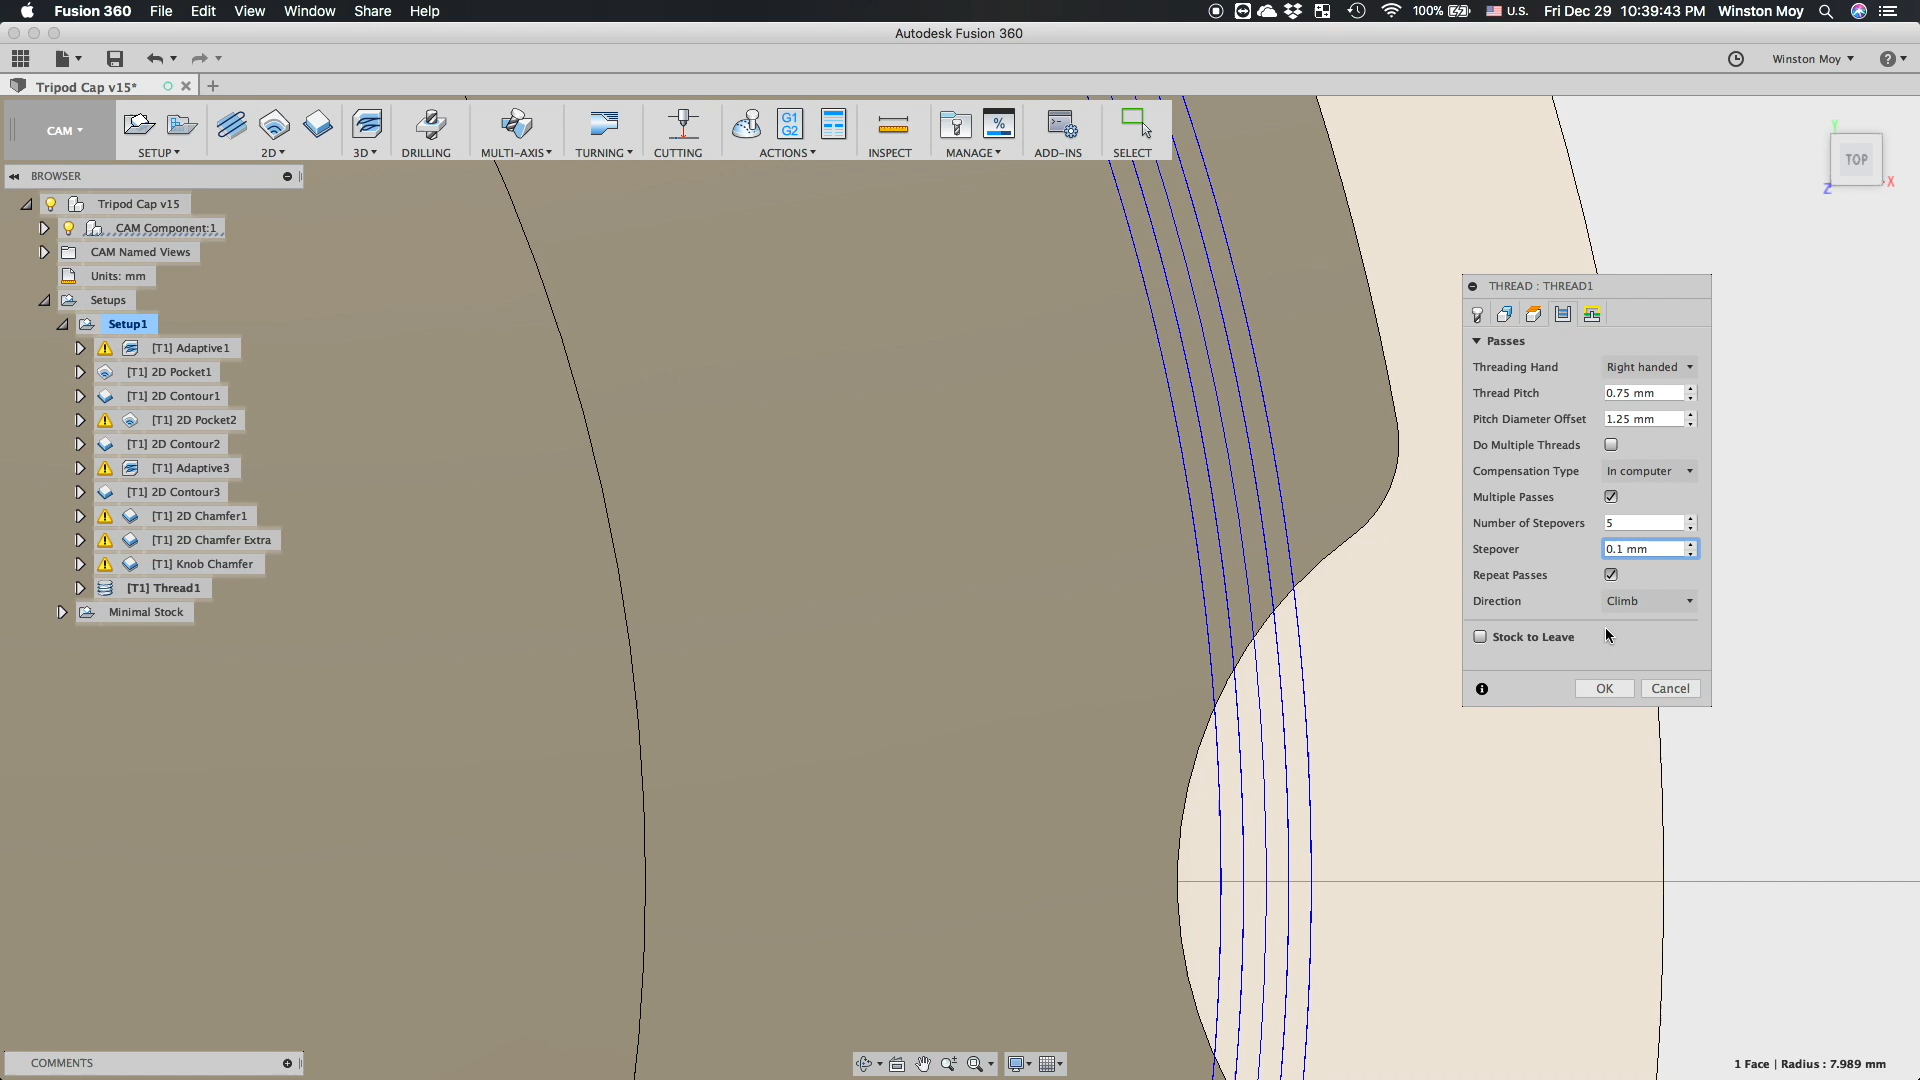 Fusion 360 File Edit View Window Share Help
100% U.S. Fri Dec 29 10:39:43 PM Winston Moy
Autodesk Fusion 360
Winston Moy
Tripod Cap v15*
CAM
G1
G2
%
SETUP 2D 3D DRILLING MULTI-AXIS TURNING CUTTING ACTIONS INSPECT MANAGE ADD-INS SELECT
Y
TOP
Z X
BROWSER
Tripod Cap v15
CAM Component:1
CAM Named Views
Units: mm
Setups
Setup1
[T1] Adaptive1
[T1] 2D Pocket1
[T1] 2D Contour1
[T1] 2D Pocket2
[T1] 2D Contour2
[T1] Adaptive3
[T1] 2D Contour3
[T1] 2D Chamfer1
[T1] 2D Chamfer Extra
[T1] Knob Chamfer
[T1] Thread1
Minimal Stock
THREAD : THREAD1
Passes
Threading Hand Right handed
Thread Pitch 0.75 mm
Pitch Diameter Offset 1.25 mm
Do Multiple Threads
Compensation Type In computer
Multiple Passes
Number of Stepovers 5
Stepover 0.1 mm
Repeat Passes
Direction Climb
Stock to Leave
OK Cancel
COMMENTS
1 Face | Radius : 7.989 mm